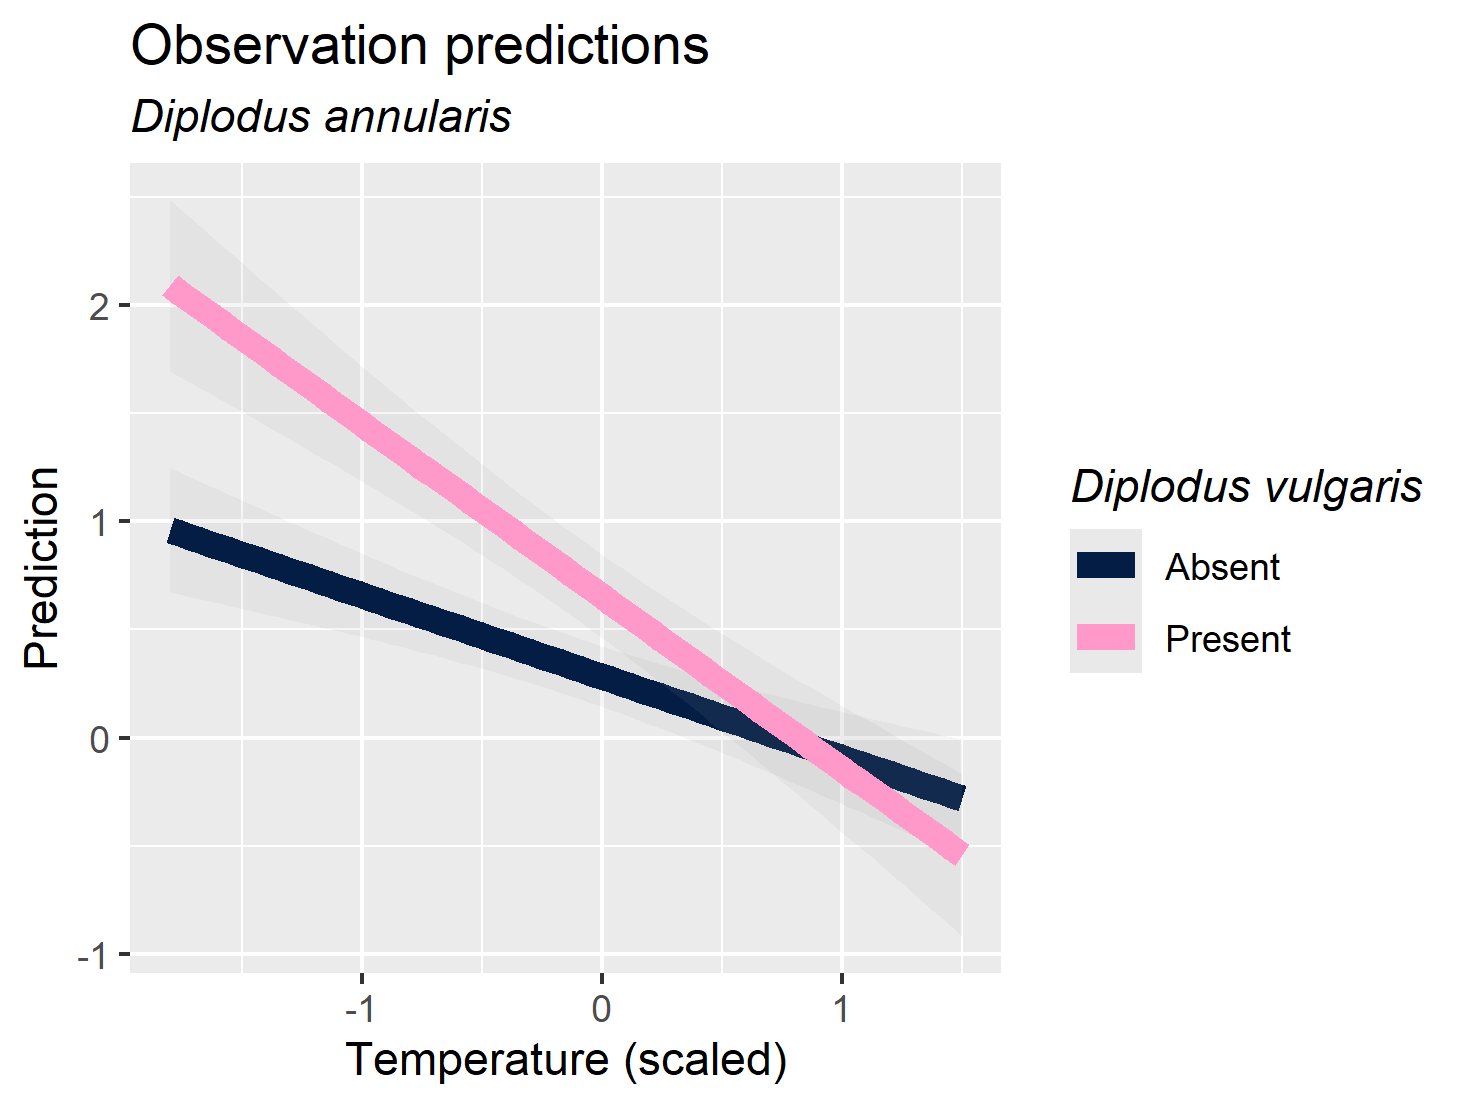 Observation predictions
Diplodus annularis
2
1
0
-1
Prediction
-1 0 1
Temperature (scaled)
Diplodus vulgaris
Absent
Present